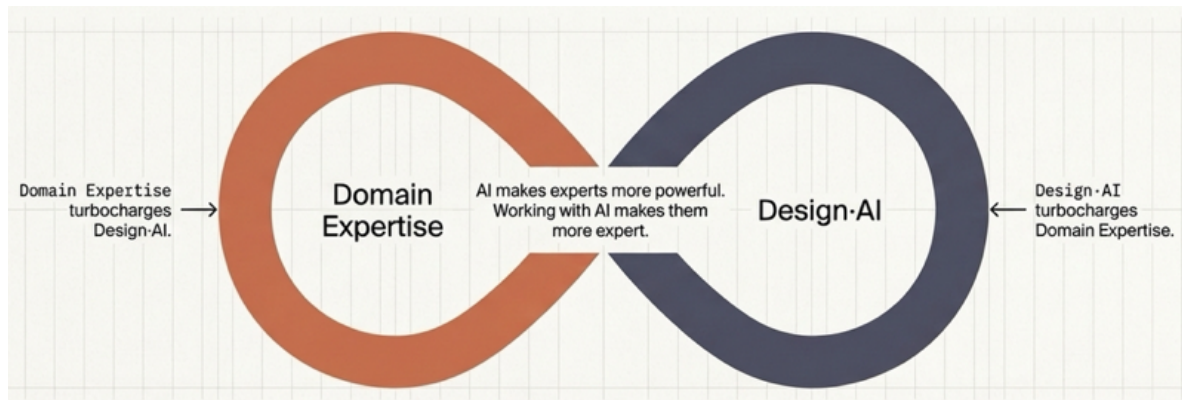 Domain Expertise
turbocharges
Design·AI.
Domain
Expertise
AI makes experts more powerful.
Working with AI makes them
more expert.
Design·AI
Design·AI
turbocharges
Domain Expertise.